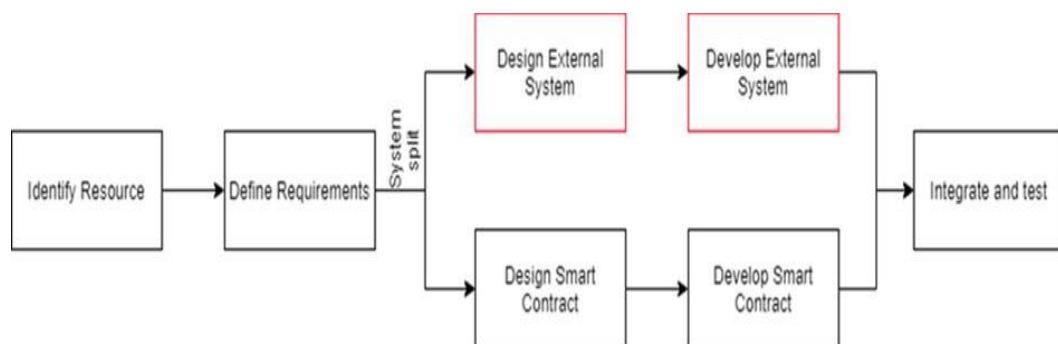 Identify Resource
Define Requirements
System
split
Design External
System
Develop External
System
Design Smart
Contract
Develop Smart
Contract
Integrate and test